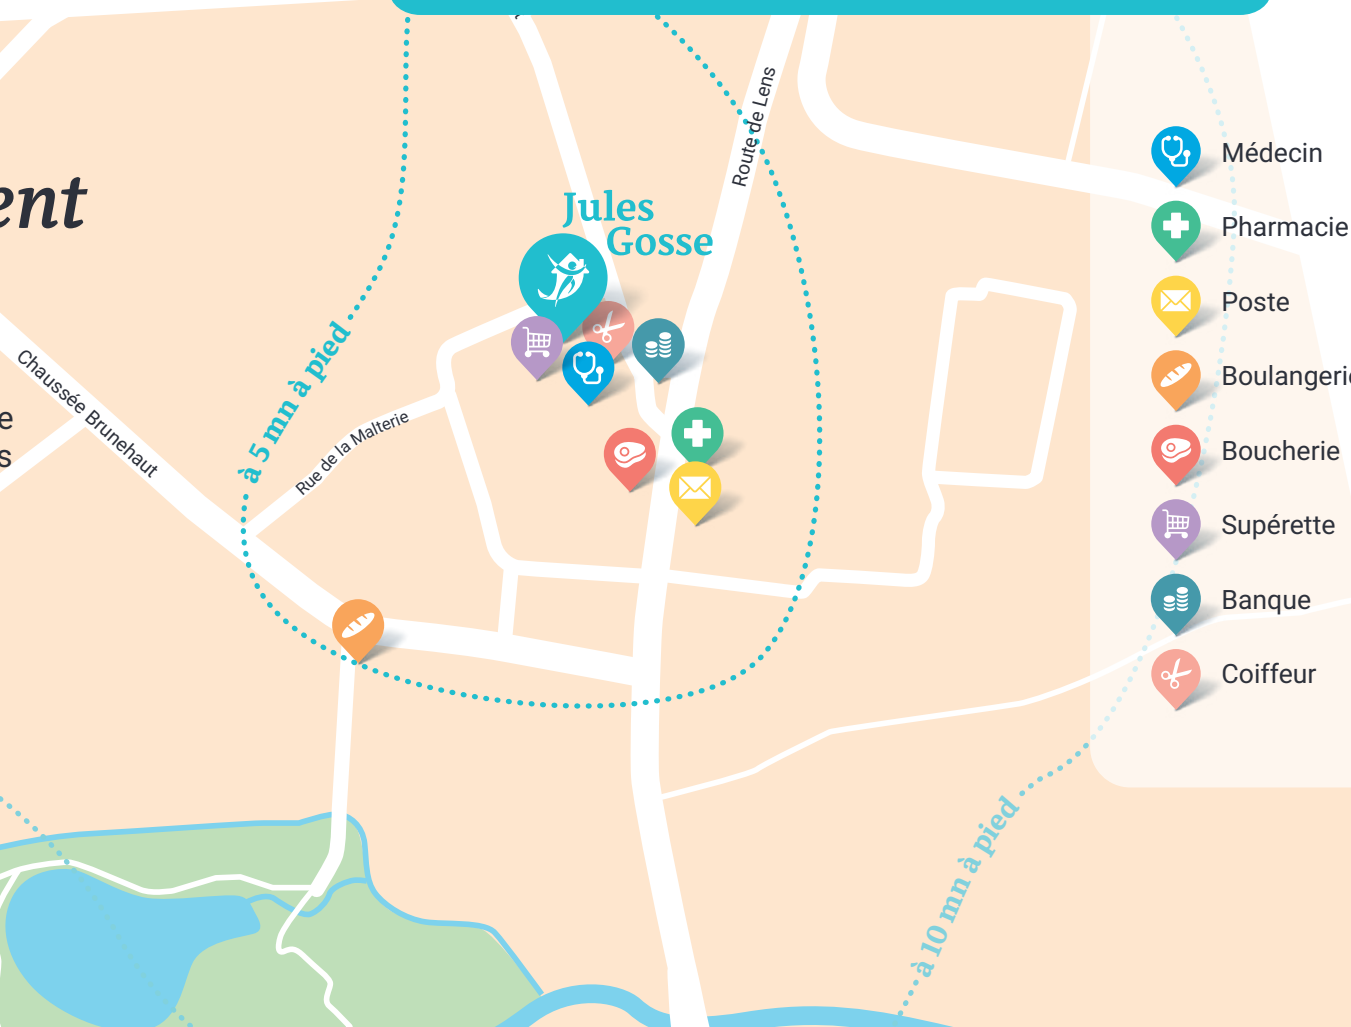 ent
e
s
Route de Lens
Jules
Gosse
à 5 mn à pied
Chaussée Brunehaut
Rue de la Malterie
à 10 mn à pied
Médecin
Pharmacie
Poste
Boulangerie
Boucherie
Supérette
Banque
Coiffeur